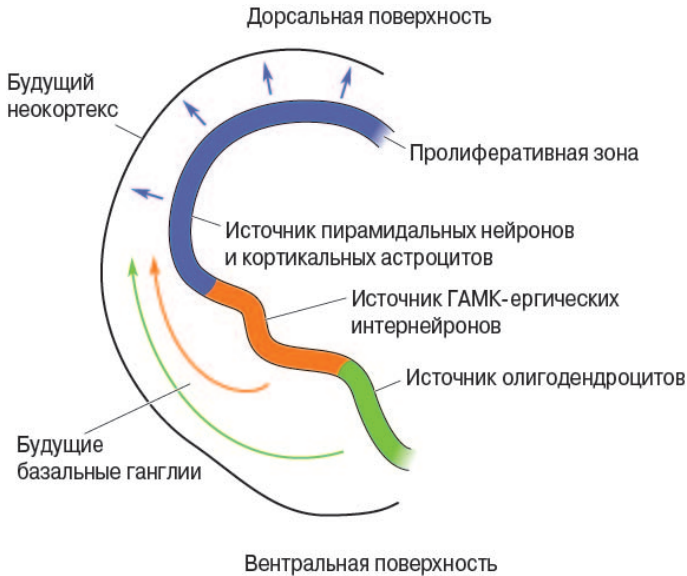 Дорсальная поверхность
Будущий
неокортекс
Пролиферативная зона
Источник пирамидальных нейронов
и кортикальных астроцитов
Источник ГАМК-ергических
интернейронов
Источник олигодендроцитов
Будущие
базальные ганглии
Вентральная поверхность